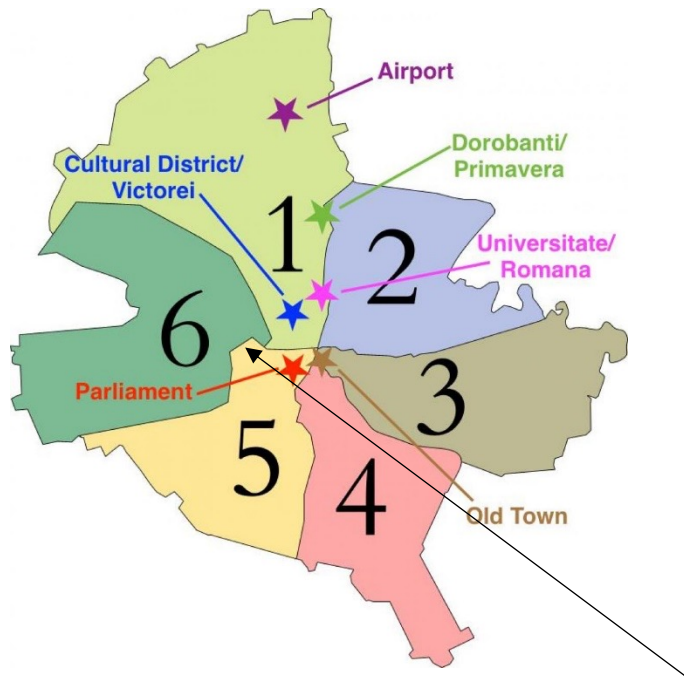 Airport
Dorobanti/
Primavera
Cultural District/
Victorei
1
2
Universitate/
Romana
6
Parliament
3
5
4
Old Town